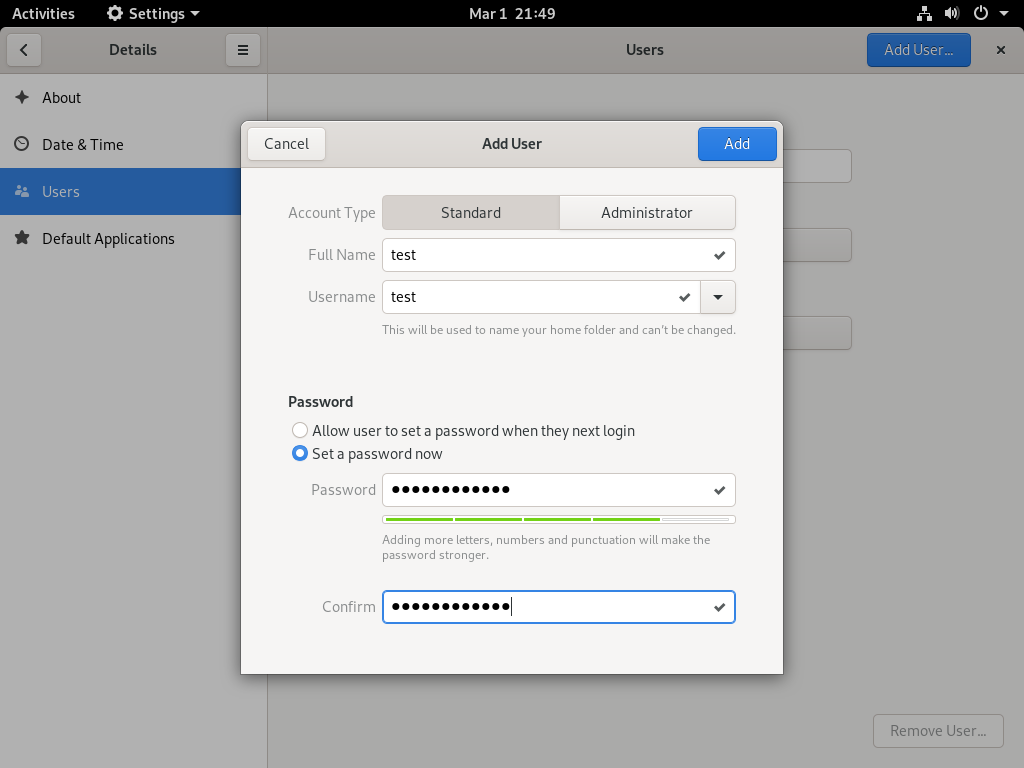 Activities Settings Mar 1 21:49
Details Users Add User…
About
Date & Time
Users
Default Applications
Cancel Add User Add
Account Type Standard Administrator
Full Name test
Username test
This will be used to name your home folder and can’t be changed.
Password
Allow user to set a password when they next login
Set a password now
Password ●●●●●●●●●●●●
Adding more letters, numbers and punctuation will make the
password stronger.
Confirm ●●●●●●●●●●●●
Remove User…